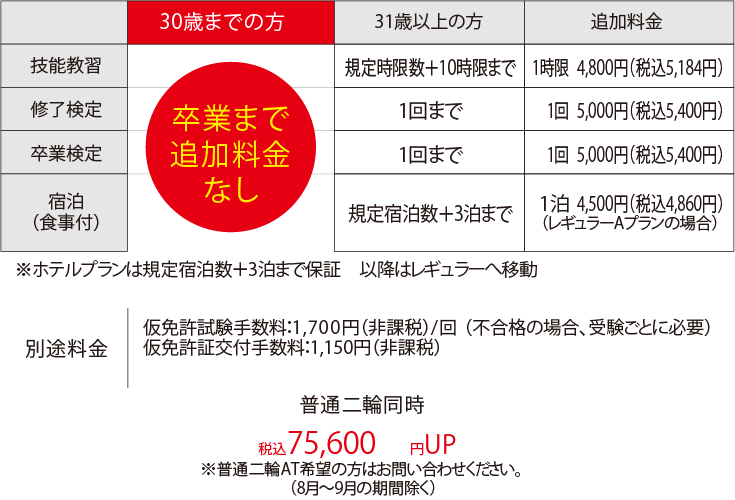 30歳までの方 31歳以上の方 追加料金
技能教習 規定時限数+10時限まで 1時限 4,800円(税込5,184円)
修了検定 1回まで 1回 5,000円(税込5,400円)
卒業検定 1回まで 1回 5,000円(税込5,400円)
卒業まで
追加料金
なし
宿泊
(食事付) 規定宿泊数+3泊まで 1泊 4,500円(税込4,860円)
(レギュラーAプランの場合)
※ホテルプランは規定宿泊数+3泊まで保証 以降はレギュラーへ移動
別途料金
仮免許試験手数料:1,700円(非課税)/回 (不合格の場合、受験ごとに必要)
仮免許証交付手数料:1,150円(非課税)
普通二輪同時
税込75,600 円UP
※普通二輪AT希望の方はお問い合わせください。
(8月〜9月の期間除く)